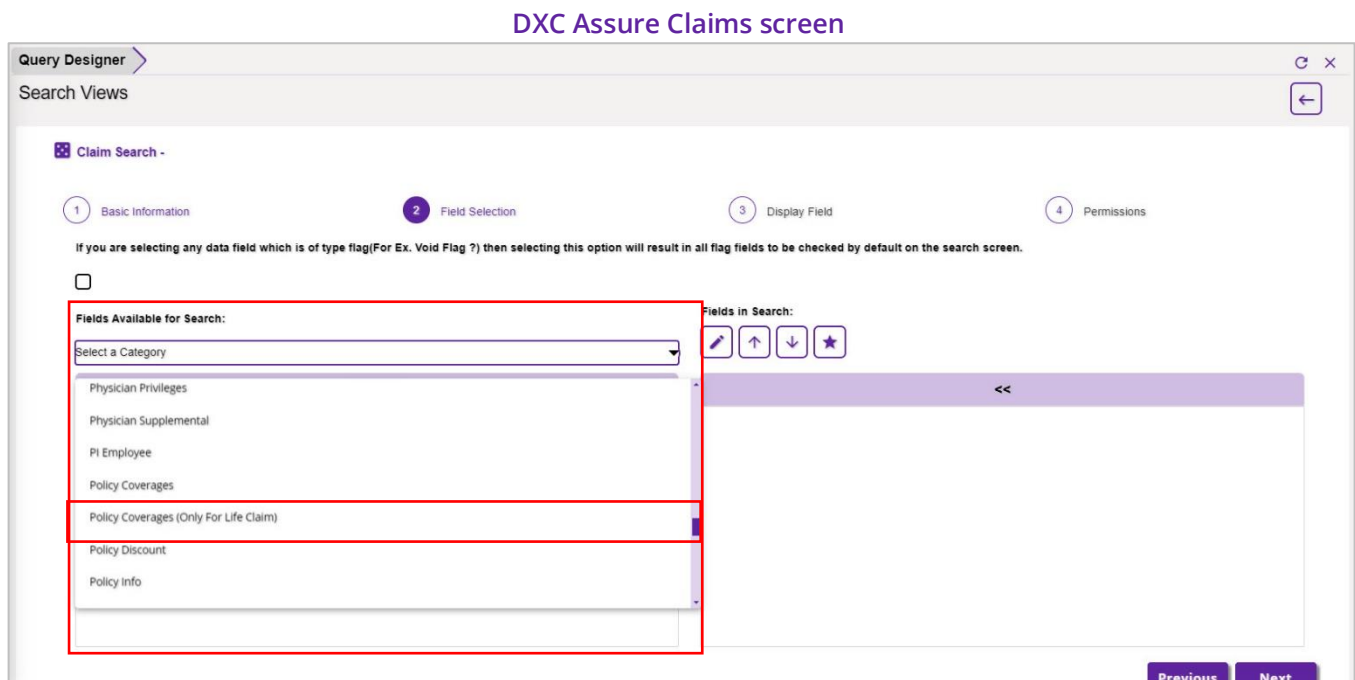 DXC Assure Claims screen
Query Designer
Search Views
Claim Search -
1 Basic Information 2 Field Selection 3 Display Field 4 Permissions
If you are selecting any data field which is of type flag(For Ex. Void Flag ?) then selecting this option will result in all flag fields to be checked by default on the search screen.
Fields Available for Search:
Fields in Search:
Select a Category
<<
Physician Privileges
Physician Supplemental
PI Employee
Policy Coverages
Policy Coverages (Only For Life Claim)
Policy Discount
Policy Info
Previous Next